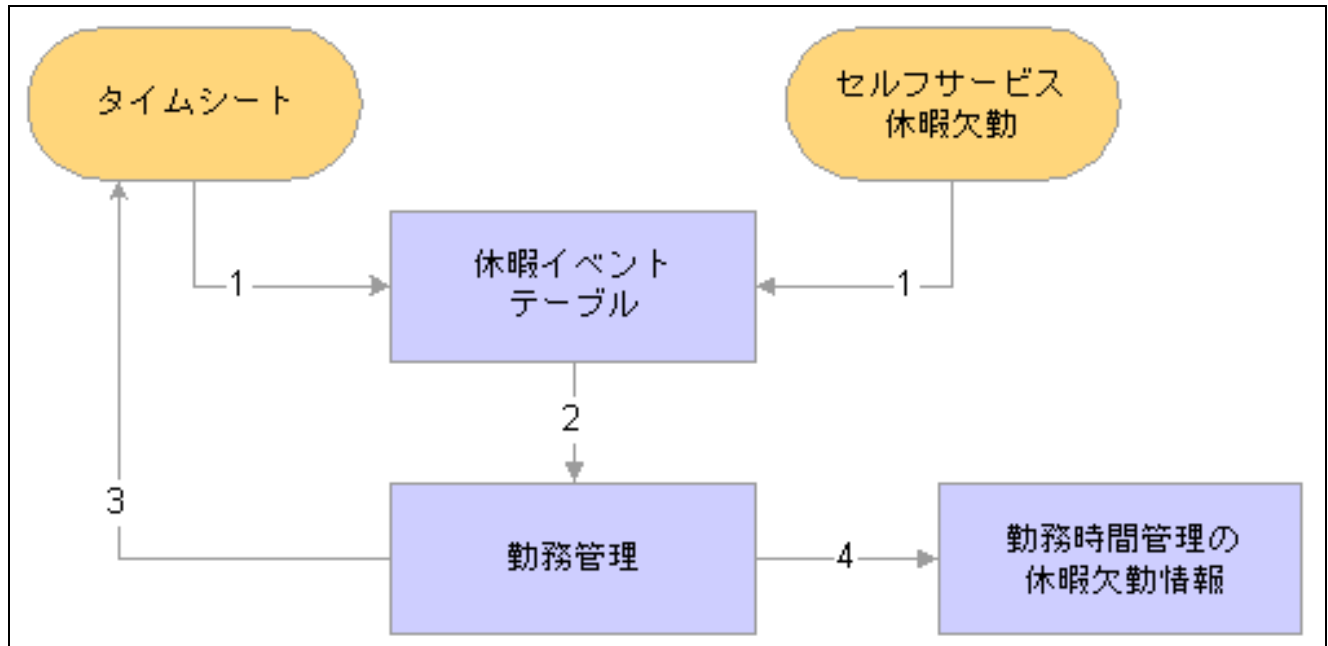 タイムシート
セルフサービス
休暇欠勤
1
1
休暇イベント
テーブル
2
3
勤務管理
4
勤務時間管理の
休暇欠勤情報